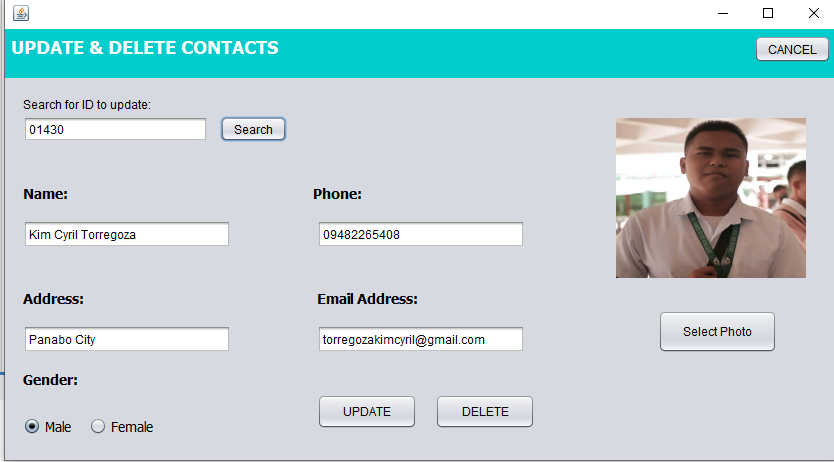 UPDATE & DELETE CONTACTS
CANCEL
Search for ID to update:
01430
Search
Name:
Phone:
Kim Cyril Torregoza
09482265408
Address:
Email Address:
Panabo City
torregozakimcyril@gmail.com
Select Photo
Gender:
Male
Female
UPDATE
DELETE